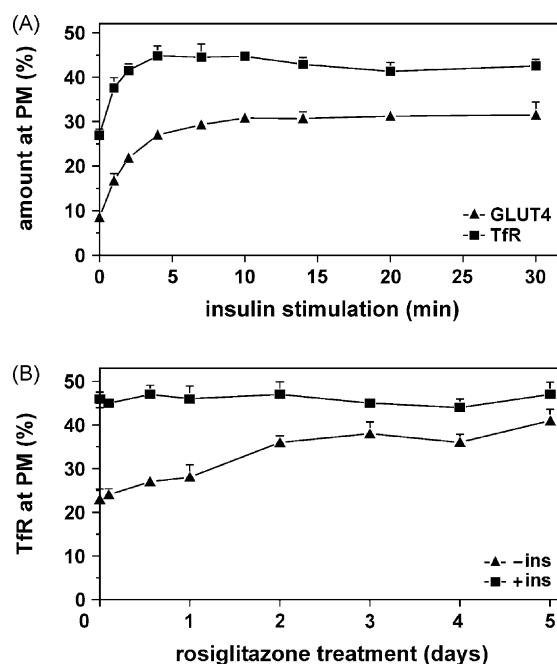 (A)
amount at PM (%)
50
40
30
20
10
0
GLUT4
TfR
0 5 10 15 20 25 30
insulin stimulation (min)
(B)
TfR at PM (%)
50
40
30
20
10
0
–ins
+ins
0 1 2 3 4 5
rosiglitazone treatment (days)